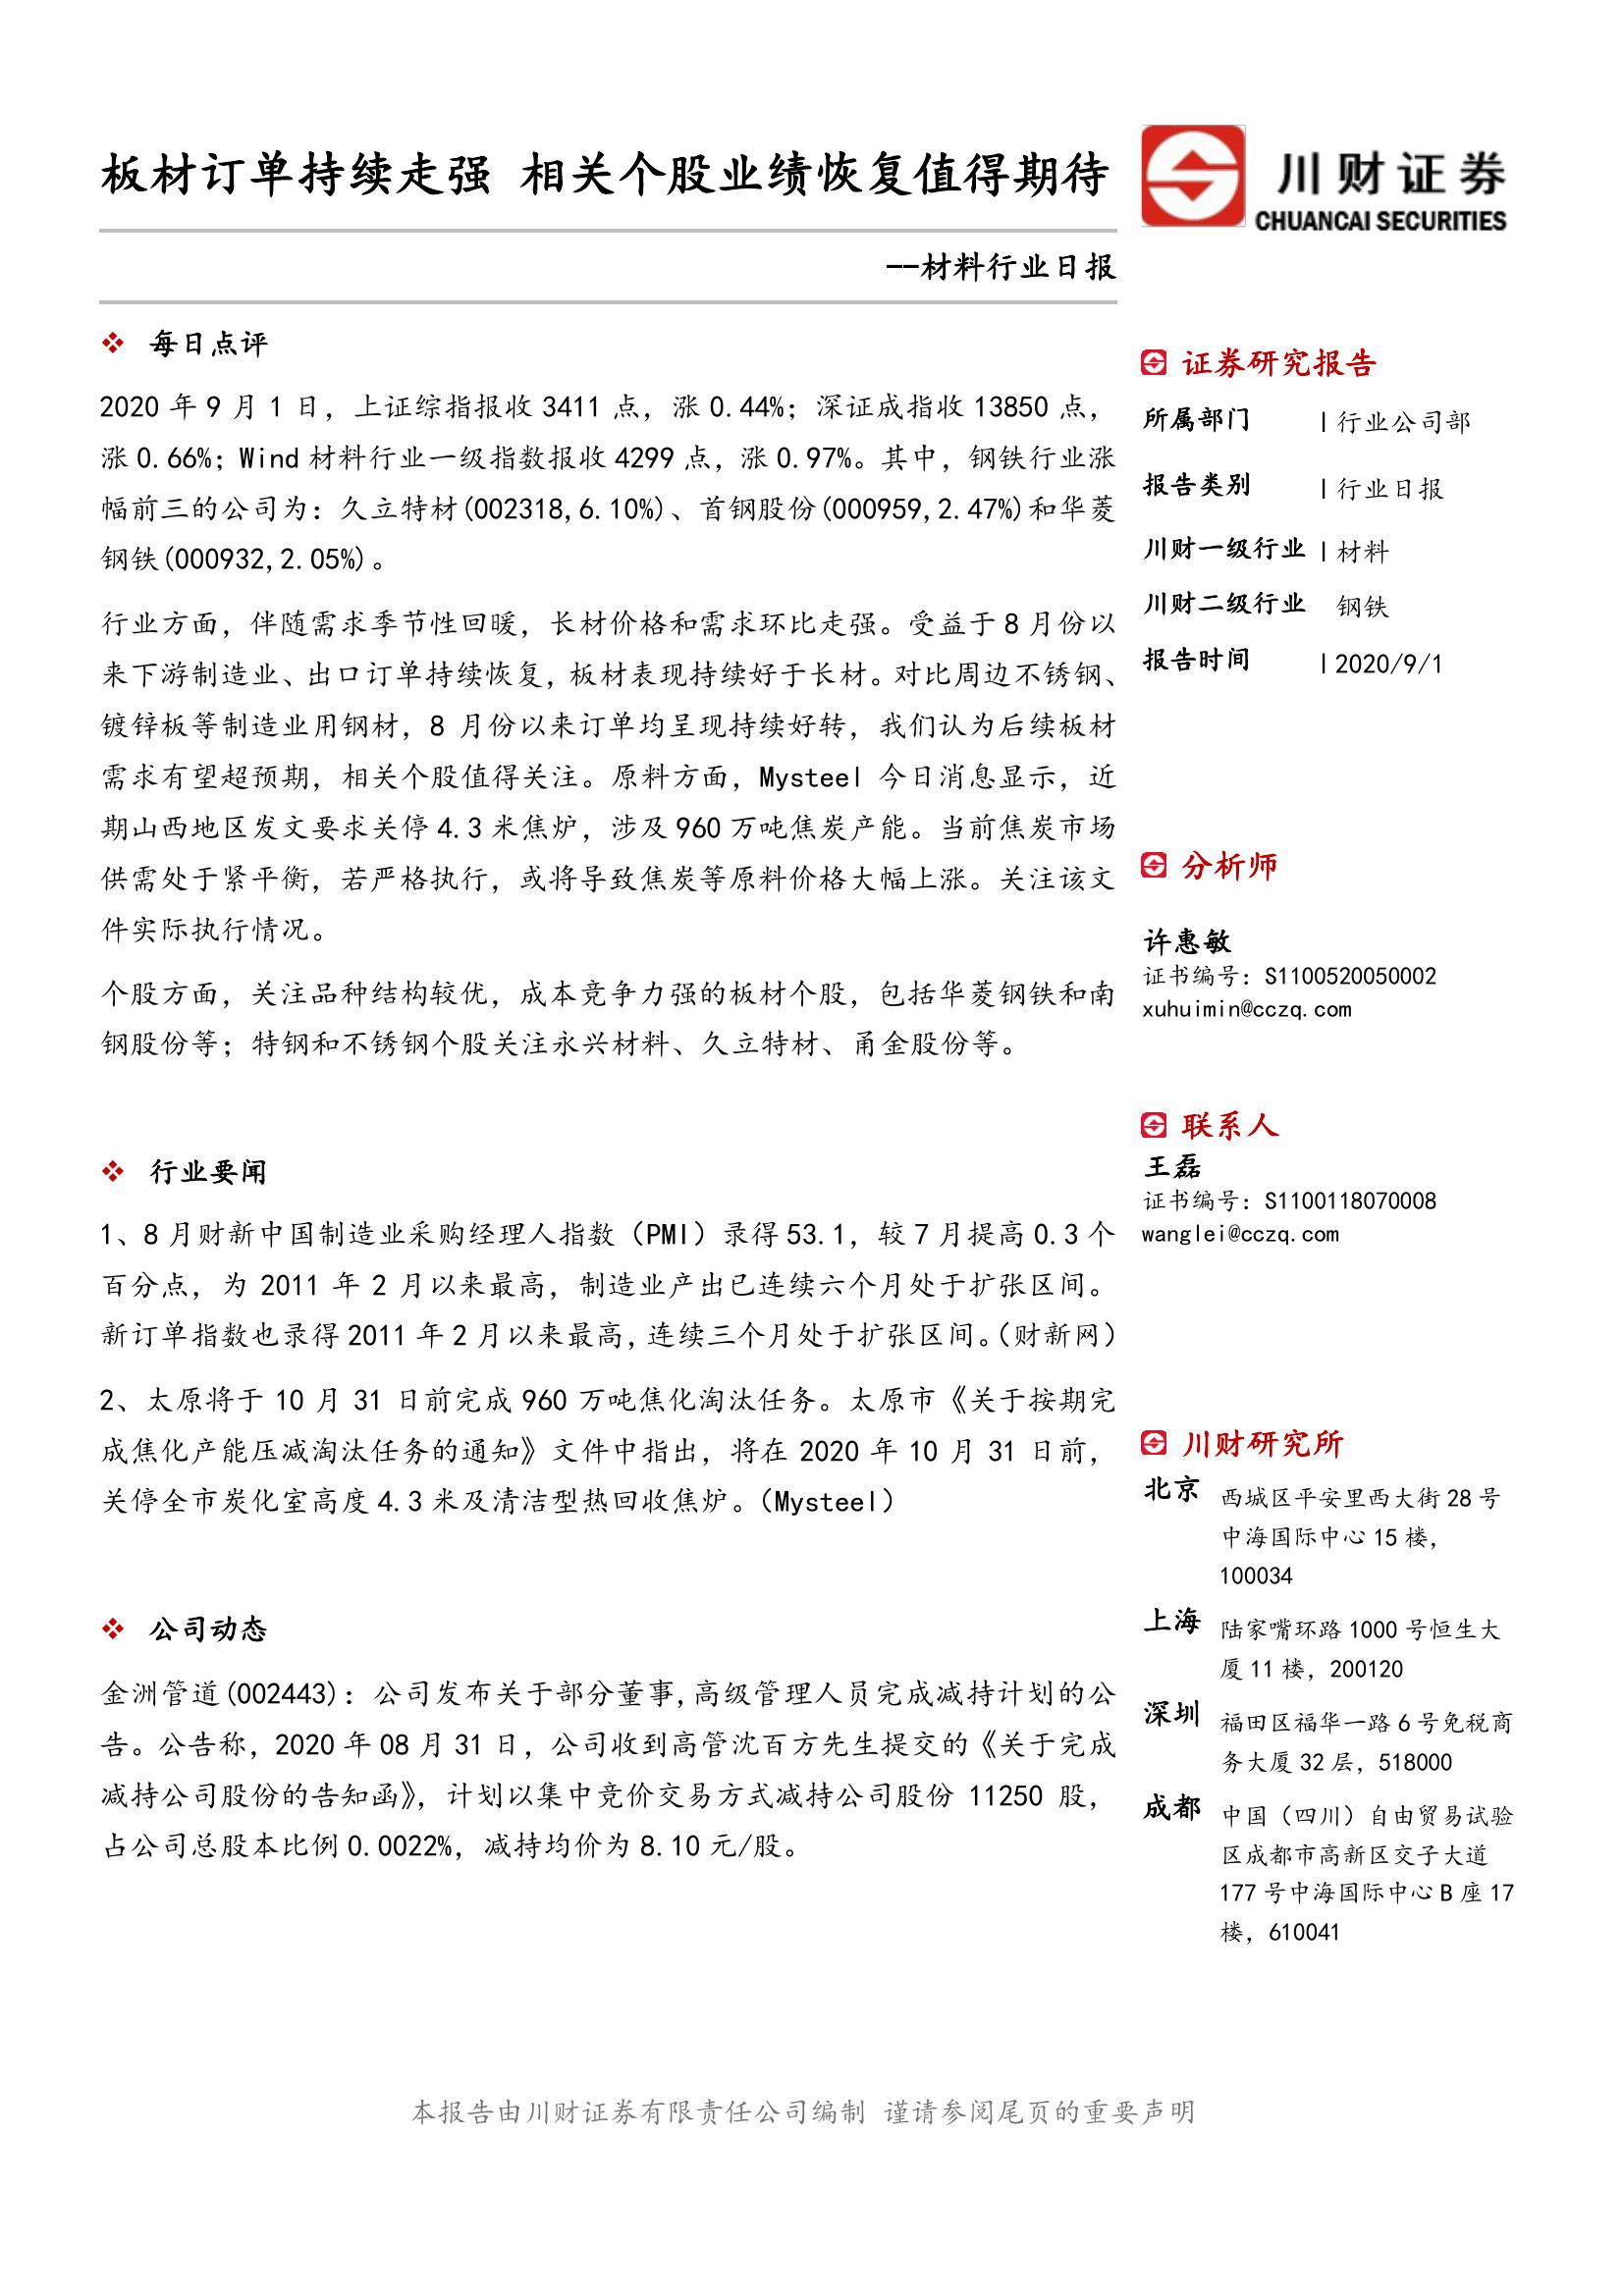 板材订单持续走强 相关个股业绩恢复值得期待
川财证券
CHUANCAI SECURITIES
--材料行业日报
每日点评
2020 年 9 月 1 日，上证综指报收 3411 点，涨 0.44%；深证成指收 13850 点，
涨 0.66%；Wind 材料行业一级指数报收 4299 点，涨 0.97%。其中，钢铁行业涨
幅前三的公司为：久立特材(002318,6.10%)、首钢股份(000959,2.47%)和华菱
钢铁(000932,2.05%)。
行业方面，伴随需求季节性回暖，长材价格和需求环比走强。受益于 8 月份以
来下游制造业、出口订单持续恢复，板材表现持续好于长材。对比周边不锈钢、
镀锌板等制造业用钢材，8 月份以来订单均呈现持续好转，我们认为后续板材
需求有望超预期，相关个股值得关注。原料方面，Mysteel 今日消息显示，近
期山西地区发文要求关停 4.3 米焦炉，涉及 960 万吨焦炭产能。当前焦炭市场
供需处于紧平衡，若严格执行，或将导致焦炭等原料价格大幅上涨。关注该文
件实际执行情况。
个股方面，关注品种结构较优，成本竞争力强的板材个股，包括华菱钢铁和南
钢股份等；特钢和不锈钢个股关注永兴材料、久立特材、甬金股份等。
行业要闻
1、8 月财新中国制造业采购经理人指数（PMI）录得 53.1，较 7 月提高 0.3 个
百分点，为 2011 年 2 月以来最高，制造业产出已连续六个月处于扩张区间。
新订单指数也录得 2011 年 2 月以来最高,连续三个月处于扩张区间。（财新网）
2、太原将于 10 月 31 日前完成 960 万吨焦化淘汰任务。太原市《关于按期完
成焦化产能压减淘汰任务的通知》文件中指出，将在 2020 年 10 月 31 日前，
关停全市炭化室高度 4.3 米及清洁型热回收焦炉。（Mysteel）
公司动态
金洲管道(002443)：公司发布关于部分董事,高级管理人员完成减持计划的公
告。公告称，2020 年 08 月 31 日，公司收到高管沈百方先生提交的《关于完成
减持公司股份的告知函》，计划以集中竞价交易方式减持公司股份 11250 股，
占公司总股本比例 0.0022%，减持均价为 8.10 元/股。
证券研究报告
所属部门 | 行业公司部
报告类别 | 行业日报
川财一级行业 | 材料
川财二级行业 钢铁
报告时间 | 2020/9/1
分析师
许惠敏
证书编号：S1100520050002
xuhuimin@cczq.com
联系人
王磊
证书编号：S1100118070008
wanglei@cczq.com
川财研究所
北京 西城区平安里西大街 28 号
中海国际中心 15 楼，
100034
上海 陆家嘴环路 1000 号恒生大
厦 11 楼，200120
深圳 福田区福华一路 6 号免税商
务大厦 32 层，518000
成都 中国（四川）自由贸易试验
区成都市高新区交子大道
177 号中海国际中心 B 座 17
楼，610041
本报告由川财证券有限责任公司编制 谨请参阅尾页的重要声明